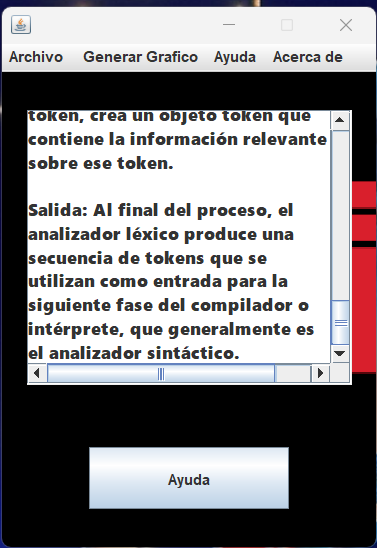 Archivo Generar Grafico Ayuda Acerca de
token, crea un objeto token que
contiene la información relevante
sobre ese token.
Salida: Al final del proceso, el
analizador léxico produce una
secuencia de tokens que se
utilizan como entrada para la
siguiente fase del compilador o
intérprete, que generalmente es
el analizador sintáctico.
Ayuda